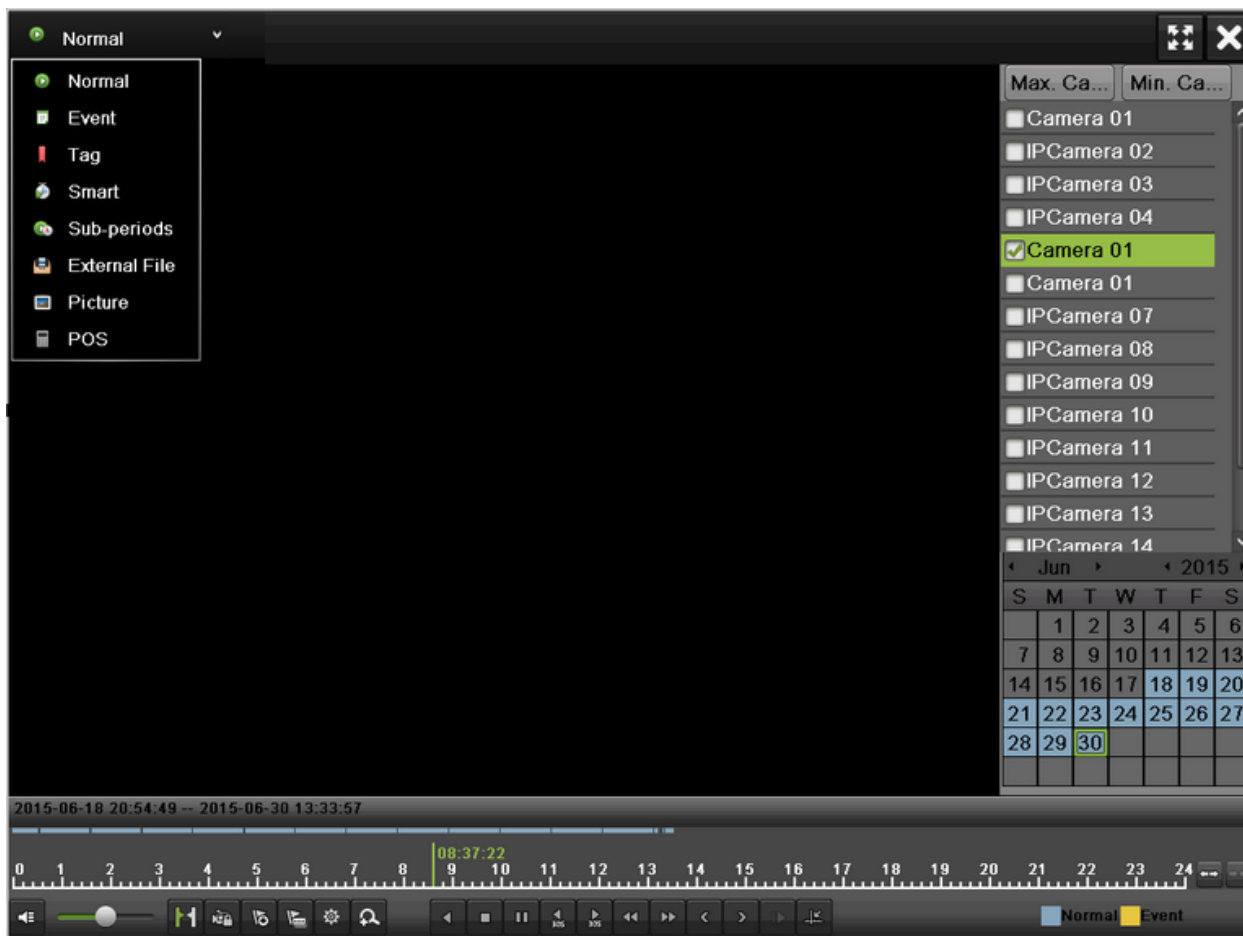 Normal
Normal
Event
Tag
Smart
Sub-periods
External File
Picture
POS
Max. Ca... Min. Ca...
Camera 01
IPCamera 02
IPCamera 03
IPCamera 04
Camera 01
Camera 01
IPCamera 07
IPCamera 08
IPCamera 09
IPCamera 10
IPCamera 11
IPCamera 12
IPCamera 13
IPCamera 14
Jun 2015
S M T W T F S
1 2 3 4 5 6
7 8 9 10 11 12 13
14 15 16 17 18 19 20
21 22 23 24 25 26 27
28 29 30
2015-06-18 20:54:49 -- 2015-06-30 13:33:57
08:37:22
0 1 2 3 4 5 6 7 8 9 10 11 12 13 14 15 16 17 18 19 20 21 22 23 24
30S 30S
Normal Event